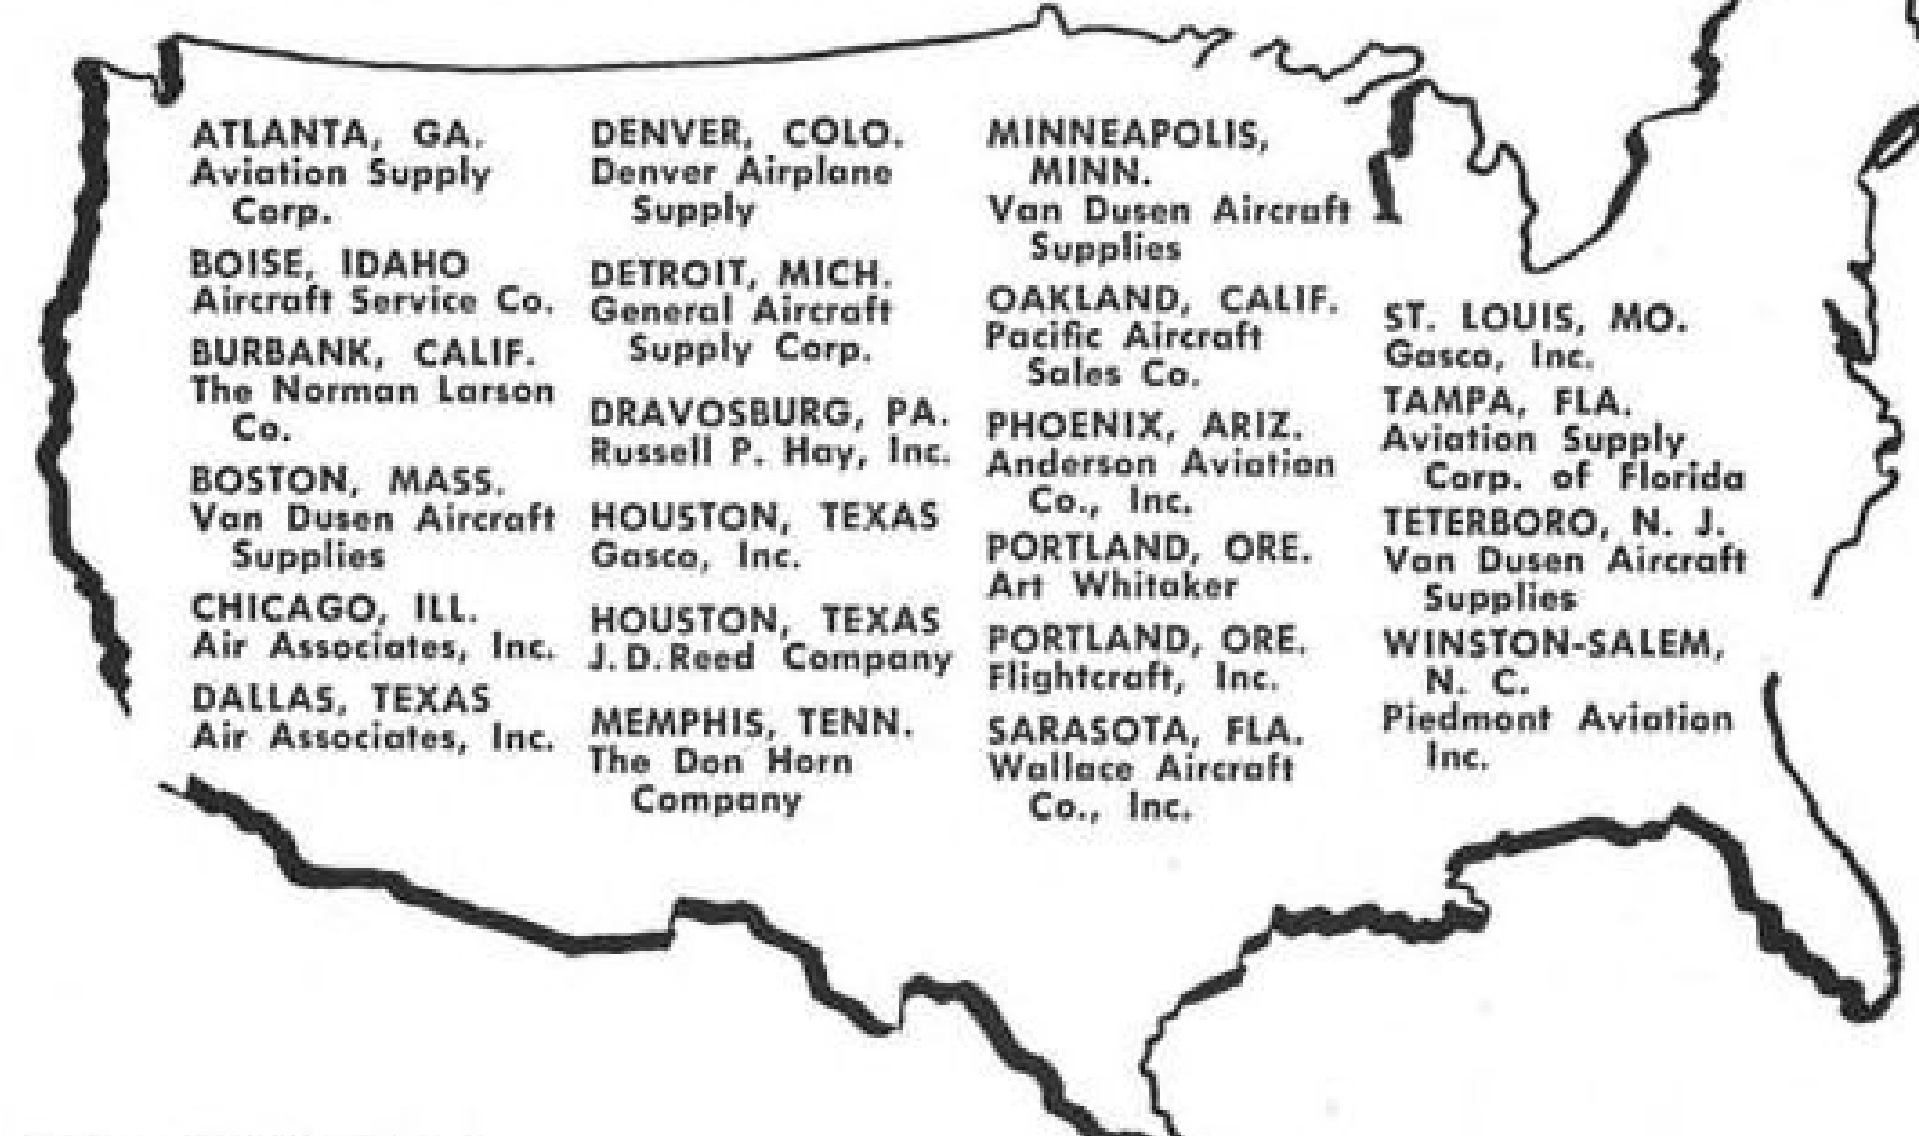 ATLANTA, GA.
Aviation Supply
Corp.
BOISE, IDAHO
Aircraft Service Co.
BURBANK, CALIF.
The Norman Larson
Co.
BOSTON, MASS.
Van Dusen Aircraft
Supplies
CHICAGO, ILL.
Air Associates, Inc.
DALLAS, TEXAS
Air Associates, Inc.
DENVER, COLO.
Denver Airplane
Supply
DETROIT, MICH.
General Aircraft
Supply Corp.
DRAVOSBURG, PA.
Russell P. Hay, Inc.
HOUSTON, TEXAS
Gasco, Inc.
HOUSTON, TEXAS
J. D. Reed Company
MEMPHIS, TENN.
The Don Horn
Company
MINNEAPOLIS,
MINN.
Van Dusen Aircraft
Supplies
OAKLAND, CALIF.
Pacific Aircraft
Sales Co.
PHOENIX, ARIZ.
Anderson Aviation
Co., Inc.
PORTLAND, ORE.
Art Whitaker
PORTLAND, ORE.
Flightcraft, Inc.
SARASOTA, FLA.
Wallace Aircraft
Co., Inc.
ST. LOUIS, MO.
Gasco, Inc.
TAMPA, FLA.
Aviation Supply
Corp. of Florida
TETERBORO, N. J.
Van Dusen Aircraft
Supplies
WINSTON-SALEM,
N. C.
Piedmont Aviation
Inc.